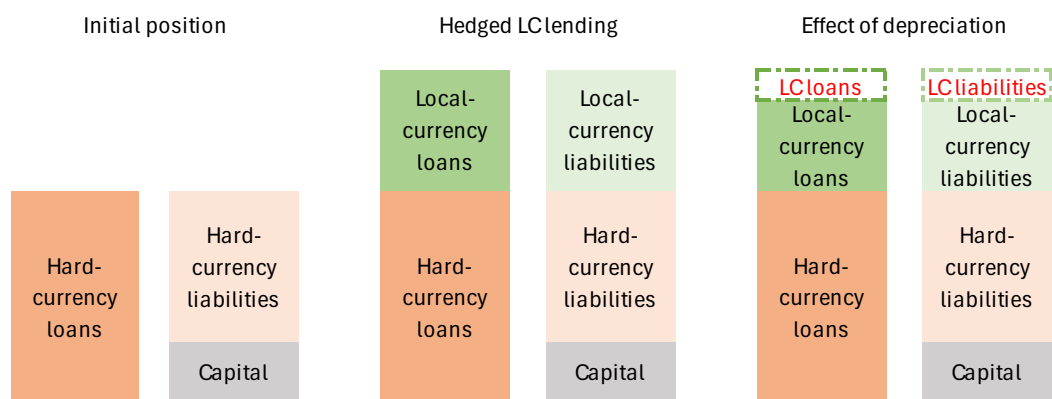 Initial position
Hard-
currency
loans
Hard-
currency
liabilities
Capital
Hedged LC lending
Local-
currency
loans
Local-
currency
liabilities
Hard-
currency
loans
Hard-
currency
liabilities
Capital
Effect of depreciation
LC loans
LC liabilities
Local-
currency
loans
Local-
currency
liabilities
Hard-
currency
loans
Hard-
currency
liabilities
Capital